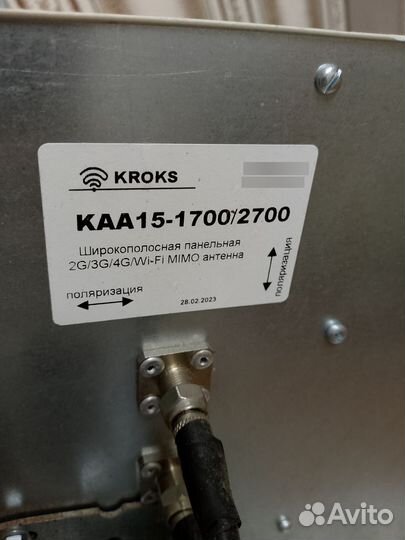 KROKS
KAA15-1700/2700
Широкополосная панельная
2G/3G/4G/Wi-Fi MIMO антенна
поляризация
поляризация
28.02.2023
Avito